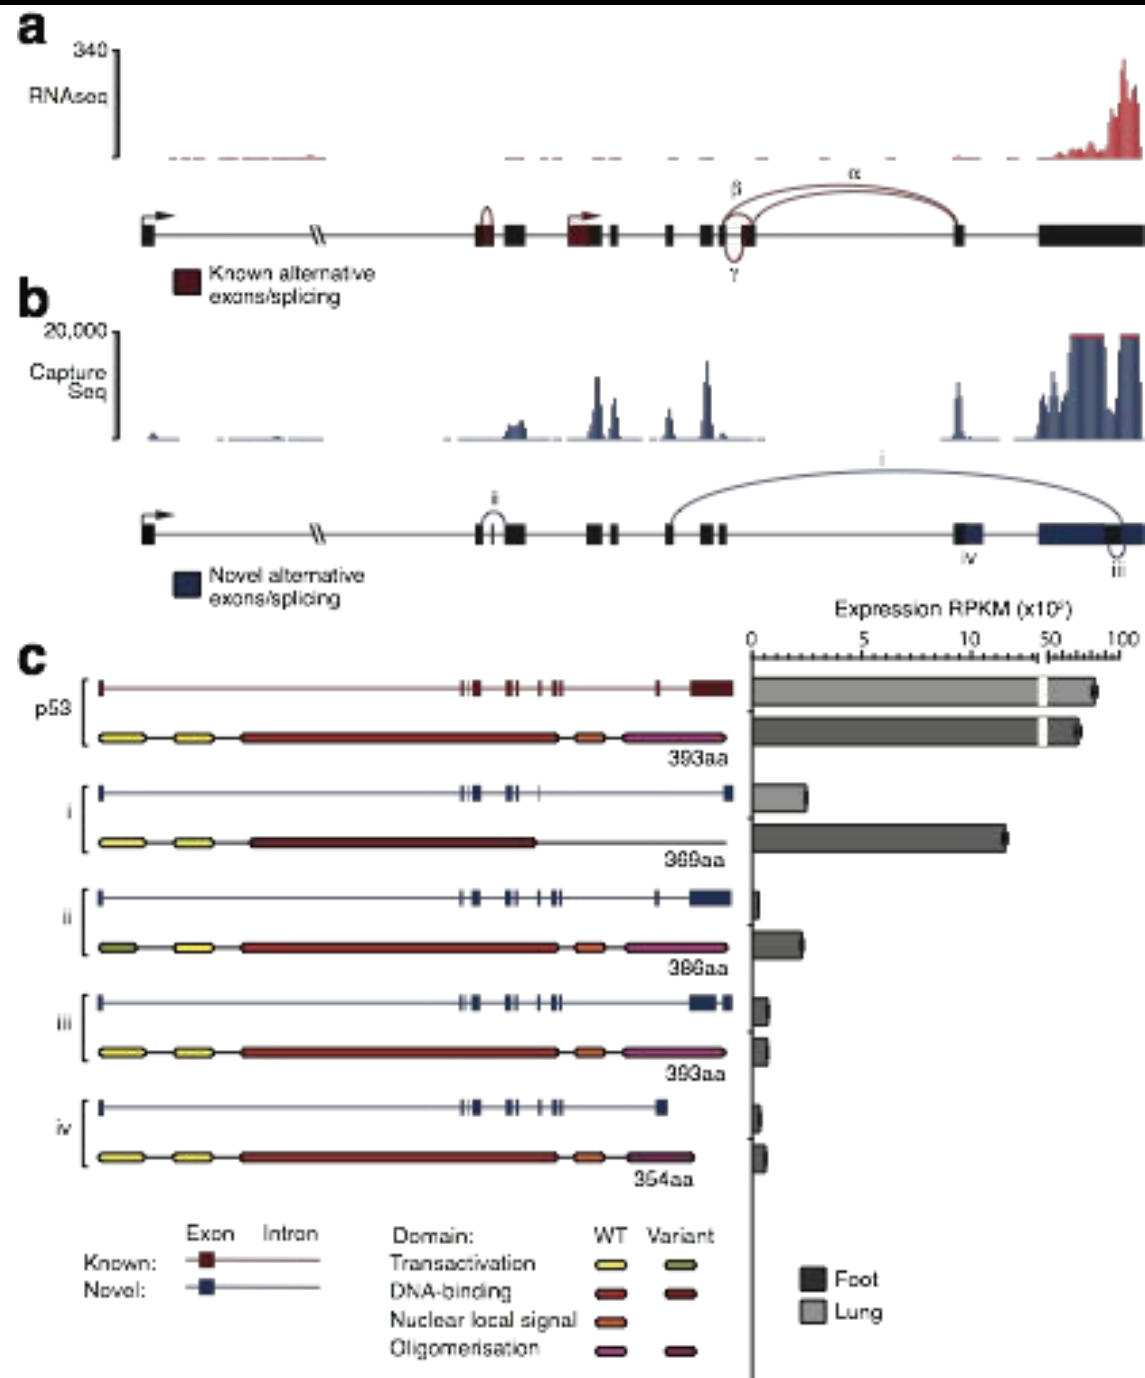 a
340
RNAseq
β
α
γ
Known alternative
exons/splicing
b
20,000
Capture
Seq
i
ii
iv
iii
Novel alternative
exons/splicing
Expression RPKM (x10²)
0 5 10 50 100
c
p53
393aa
i
369aa
ii
386aa
iii
393aa
iv
354aa
Exon Intron
Known:
Novel:
Domain: WT Variant
Transactivation
DNA-binding
Nuclear local signal
Oligomerisation
Foot
Lung